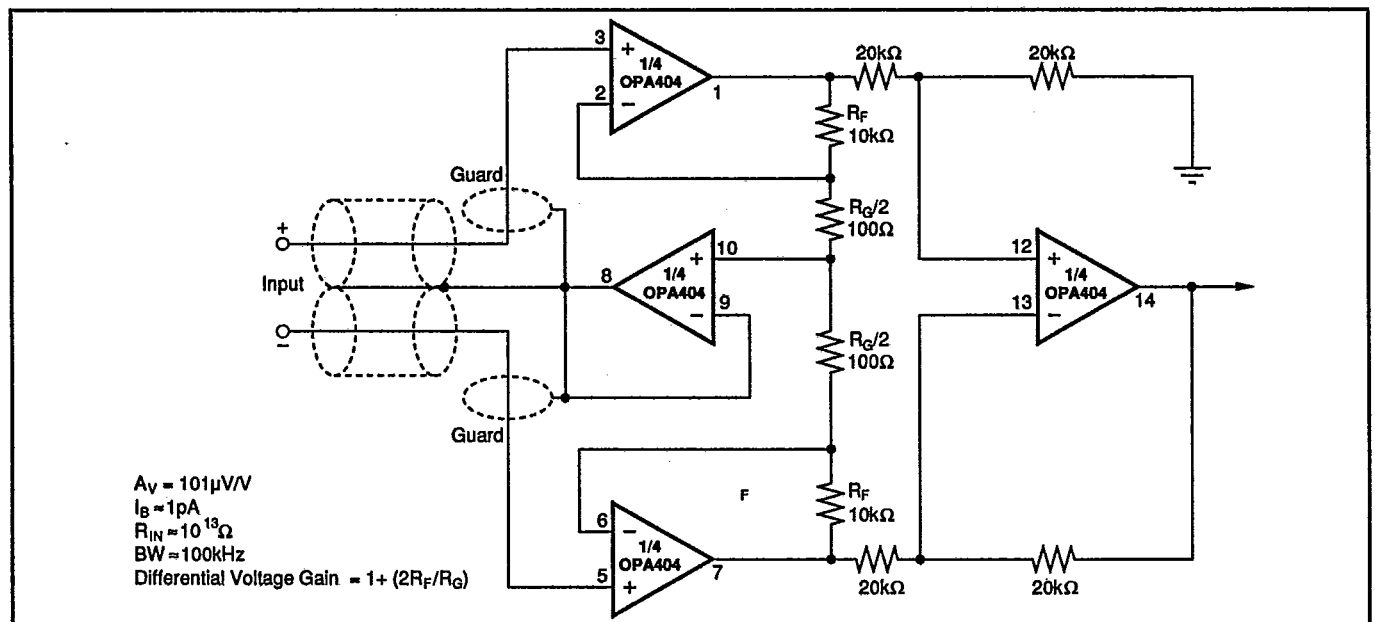 3
+
1/4
OPA404
2
−
1
20kΩ
20kΩ
R_F
10kΩ
Guard
R_G/2
100Ω
+
Input
−
8
1/4
OPA404
+
10
−
9
12
+
1/4
OPA404
13
−
14
R_G/2
100Ω
Guard
F
R_F
10kΩ
6
−
1/4
OPA404
5
+
7
20kΩ
20kΩ
A_V = 101µV/V
I_B ≈ 1pA
R_IN ≈ 10¹³Ω
BW ≈ 100kHz
Differential Voltage Gain = 1+ (2R_F/R_G)